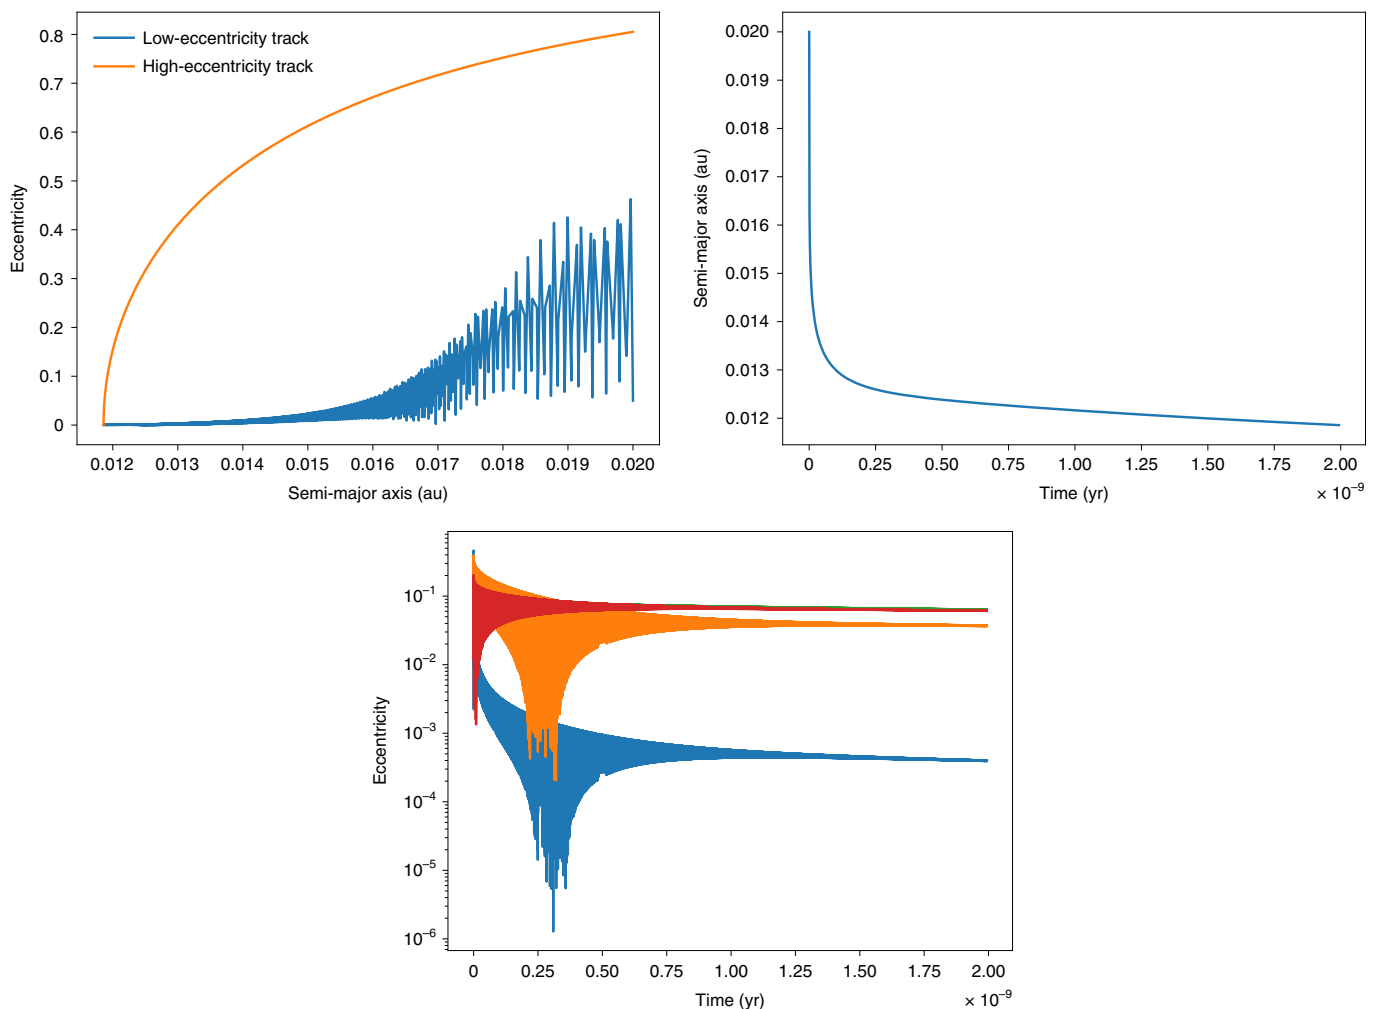 0.8
0.7
0.6
0.5
0.4
0.3
0.2
0.1
0
Eccentricity
Low-eccentricity track
High-eccentricity track
0.012 0.013 0.014 0.015 0.016 0.017 0.018 0.019 0.020
Semi-major axis (au)
0.020
0.019
0.018
0.017
0.016
0.015
0.014
0.013
0.012
Semi-major axis (au)
0 0.25 0.50 0.75 1.00 1.25 1.50 1.75 2.00
Time (yr)
× 10⁻⁹
10⁻¹
10⁻²
10⁻³
10⁻⁴
10⁻⁵
10⁻⁶
Eccentricity
0 0.25 0.50 0.75 1.00 1.25 1.50 1.75 2.00
Time (yr)
× 10⁻⁹